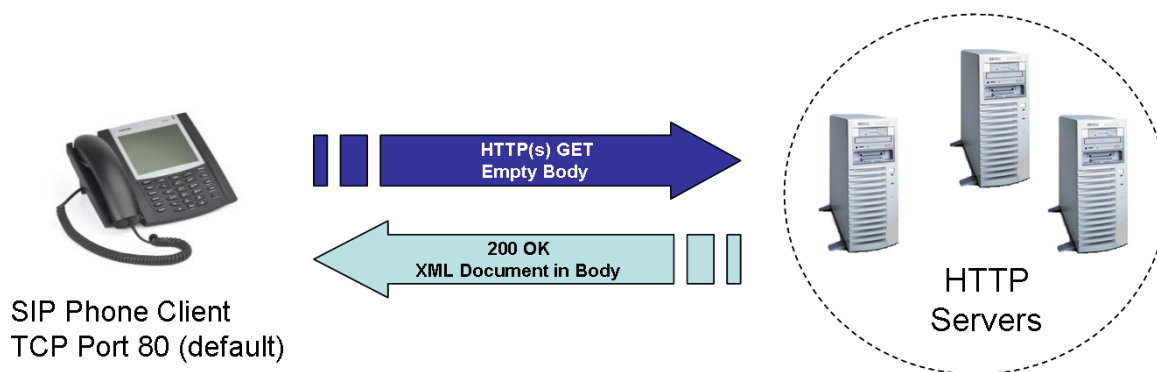 HTTP(s) GET
Empty Body
200 OK
XML Document in Body
SIP Phone Client
TCP Port 80 (default)
HTTP
Servers